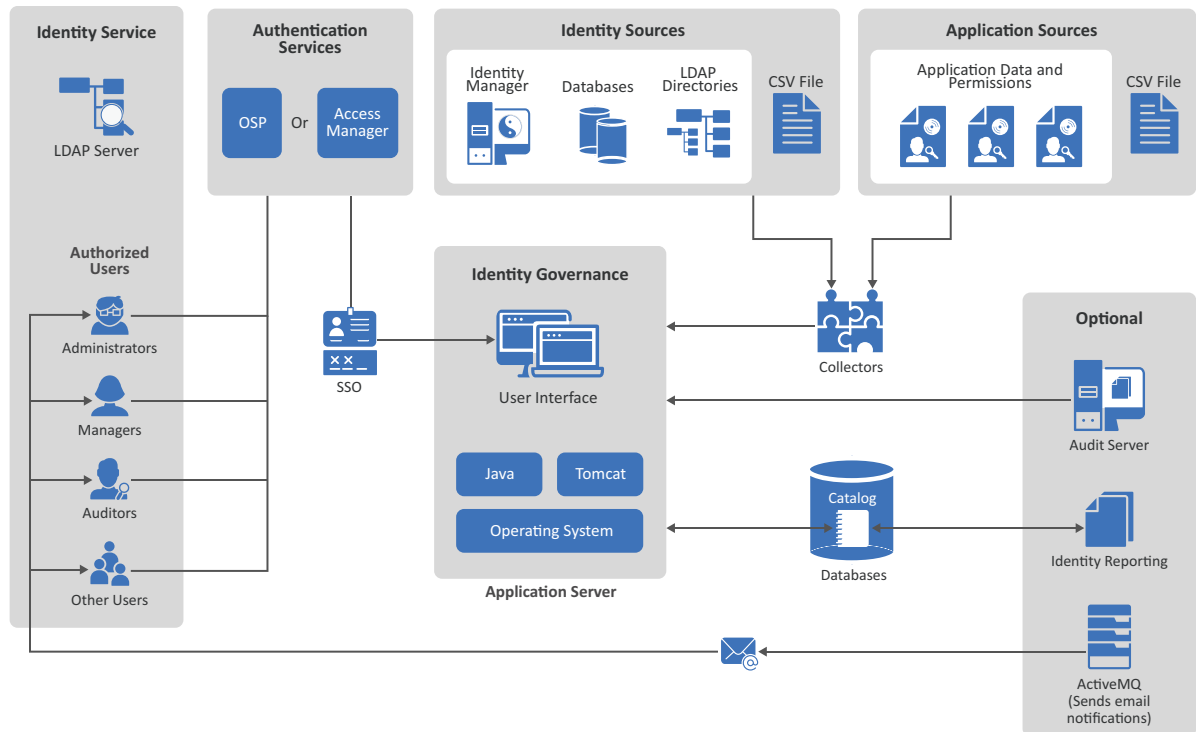 Identity Service
LDAP Server
Authorized
Users
Administrators
Managers
Auditors
Other Users
Authentication
Services
OSP
Or
Access
Manager
SSO
Identity Sources
Identity
Manager
Databases
LDAP
Directories
CSV File
Application Sources
Application Data and
Permissions
CSV File
Collectors
Identity Governance
User Interface
Java
Tomcat
Operating System
Application Server
Catalog
Databases
Optional
Audit Server
Identity Reporting
ActiveMQ
(Sends email
notifications)
@